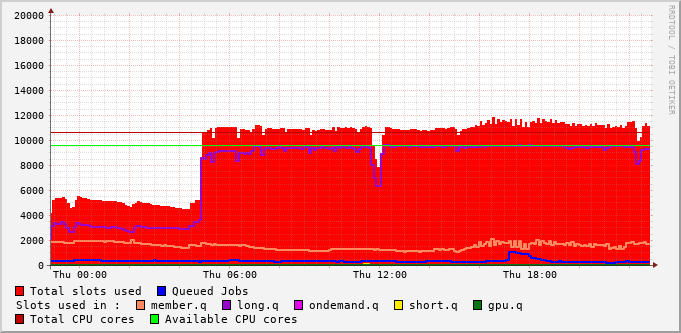 20000
18000
16000
14000
12000
10000
8000
6000
4000
2000
0
Thu 00:00 Thu 06:00 Thu 12:00 Thu 18:00
RRDTOOL / TOBI OETIKER
Total slots used Queued Jobs
Slots used in : member.q long.q ondemand.q short.q gpu.q
Total CPU cores Available CPU cores